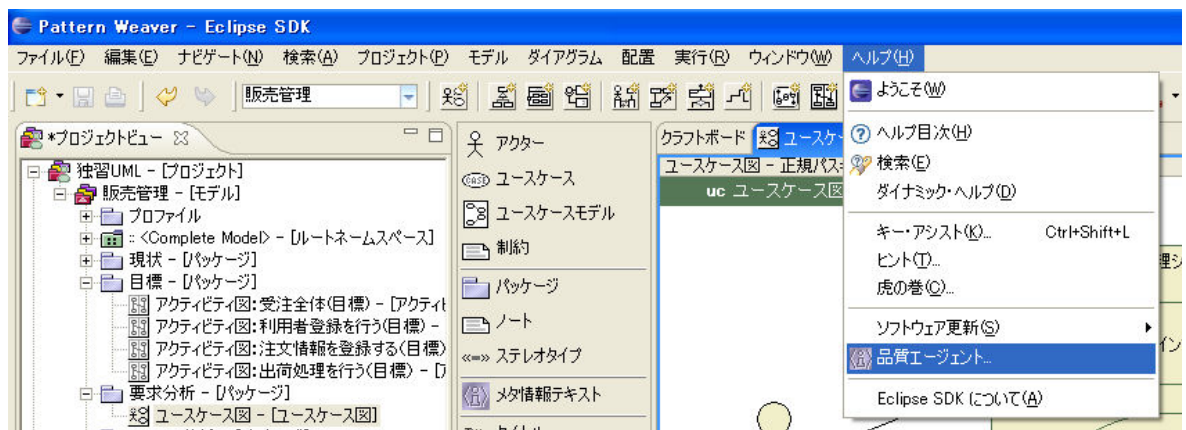 Pattern Weaver - Eclipse SDK
ファイル(F) 編集(E) ナビゲート(N) 検索(A) プロジェクト(P) モデル ダイアグラム 配置 実行(R) ウィンドウ(W) ヘルプ(H)
販売管理
*プロジェクトビュー
独習UML - [プロジェクト]
販売管理 - [モデル]
プロファイル
:: <Complete Model> - [ルートネームスペース]
現状 - [パッケージ]
目標 - [パッケージ]
アクティビティ図:受注全体(目標) - [アクティ
アクティビティ図:利用者登録を行う(目標) -
アクティビティ図:注文情報を登録する(目標)
アクティビティ図:出荷処理を行う(目標) - [ア
要求分析 - [パッケージ]
ユースケース図 - [ユースケース図]
アクター
ユースケース
ユースケースモデル
制約
パッケージ
ノート
«=» ステレオタイプ
メタ情報テキスト
クラフトボード ユースケー
ユースケース図 - 正規パス:
uc ユースケース図
ようこそ(W)
ヘルプ目次(H)
検索(E)
ダイナミック・ヘルプ(D)
キー・アシスト(K)... Ctrl+Shift+L
ヒント(T)...
虎の巻(C)...
ソフトウェア更新(S)
品質エージェント...
Eclipse SDK について(A)
理シ
イン